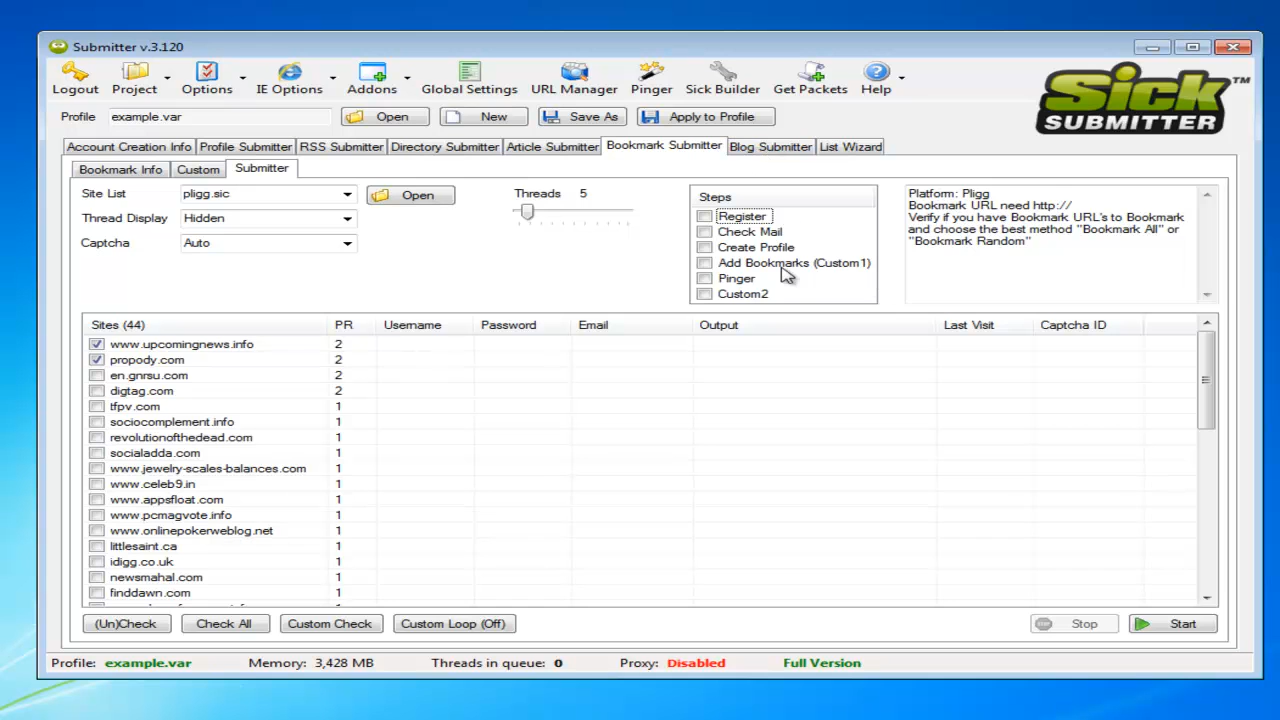 Submitter v.3.120
Logout
Project
Options
IE Options
Addons
Global Settings
URL Manager
Pinger
Sick Builder
Get Packets
Help
Sick™
SUBMITTER
Profile
example.var
Open
New
Save As
Apply to Profile
Account Creation Info
Profile Submitter
RSS Submitter
Directory Submitter
Article Submitter
Bookmark Submitter
Blog Submitter
List Wizard
Bookmark Info
Custom
Submitter
Site List
pligg.sic
Open
Threads 5
Thread Display
Hidden
Captcha
Auto
Steps
Register
Check Mail
Create Profile
Add Bookmarks (Custom1)
Pinger
Custom2
Platform: Pligg
Bookmark URL need http://
Verify if you have Bookmark URL's to Bookmark
and choose the best method "Bookmark All" or
"Bookmark Random"
Sites (44) PR Username Password Email Output Last Visit Captcha ID
www.upcomingnews.info 2
propody.com 2
en.gnrsu.com 2
digtag.com 2
tfpv.com 1
sociocomplement.info 1
revolutionofthedead.com 1
socialadda.com 1
www.jewelry-scales-balances.com 1
www.celeb9.in 1
www.appsfloat.com 1
www.pcmagvote.info 1
www.onlinepokerweblog.net 1
littlesaint.ca 1
idigg.co.uk 1
newsmahal.com 1
finddawn.com 1
(Un)Check
Check All
Custom Check
Custom Loop (Off)
Stop
Start
Profile: example.var Memory: 3,428 MB Threads in queue: 0 Proxy: Disabled Full Version